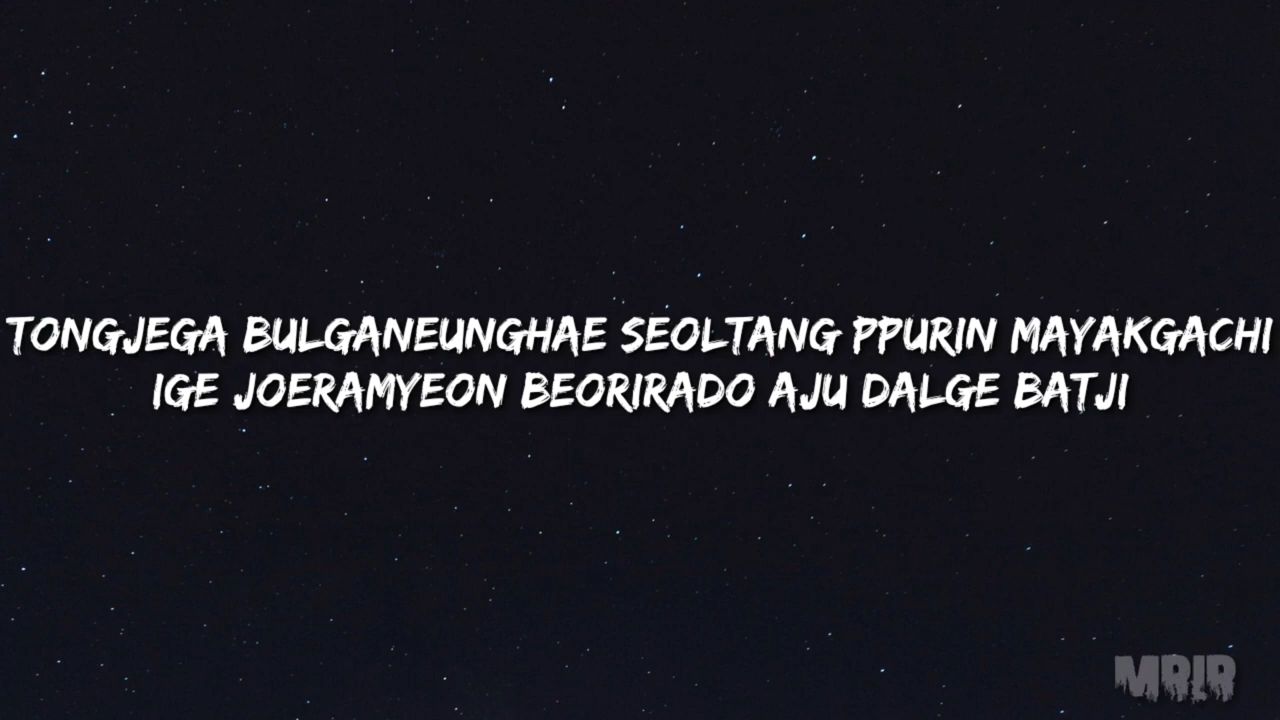 TONGJEGA BULGANEUNGHAE SEOLTANG PPURIN MAYAKGACHI
IGE JOERAMYEON BEORIRADO AJU DALGE BATJI
MRLR